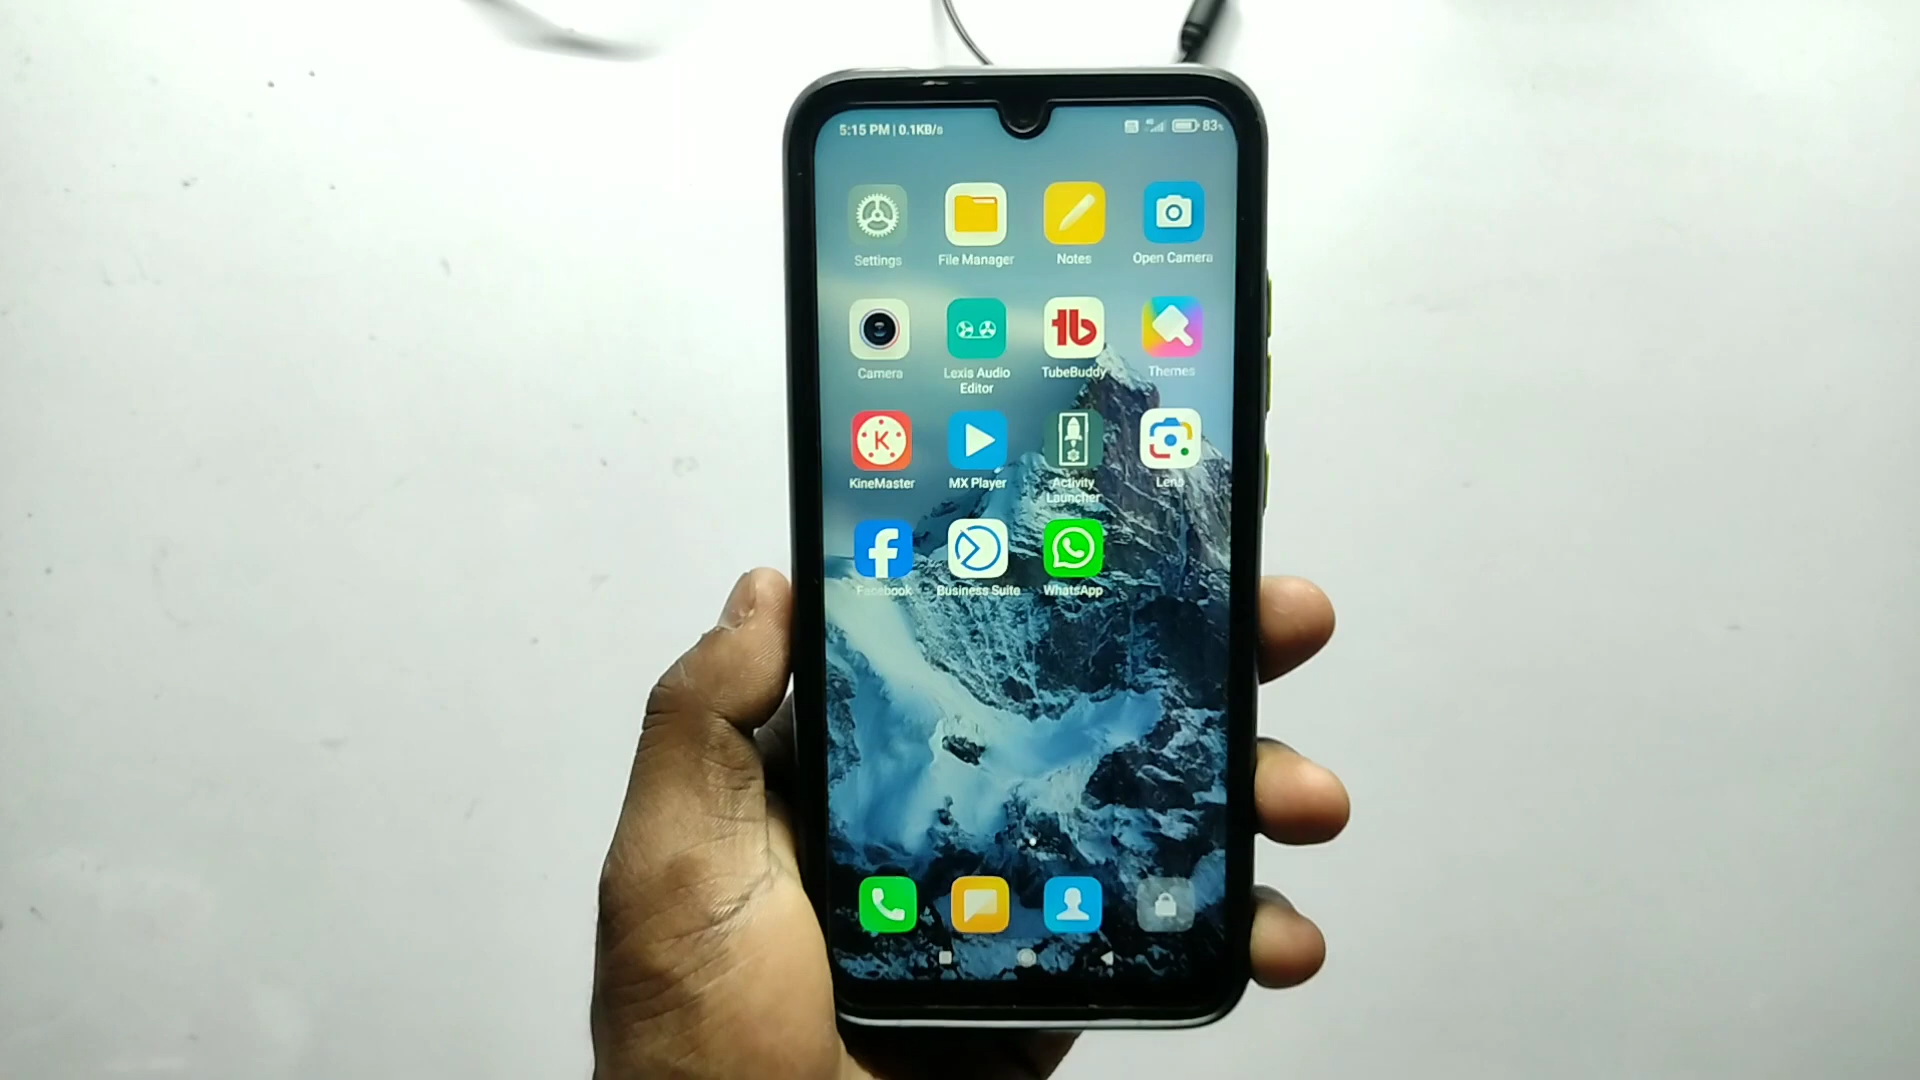 5:15 PM | 0.1KB/s 83%
Settings File Manager Notes Open Camera
Camera Lexis Audio Editor TubeBuddy Themes
KineMaster MX Player Activity Launcher Lens
Facebook Business Suite WhatsApp